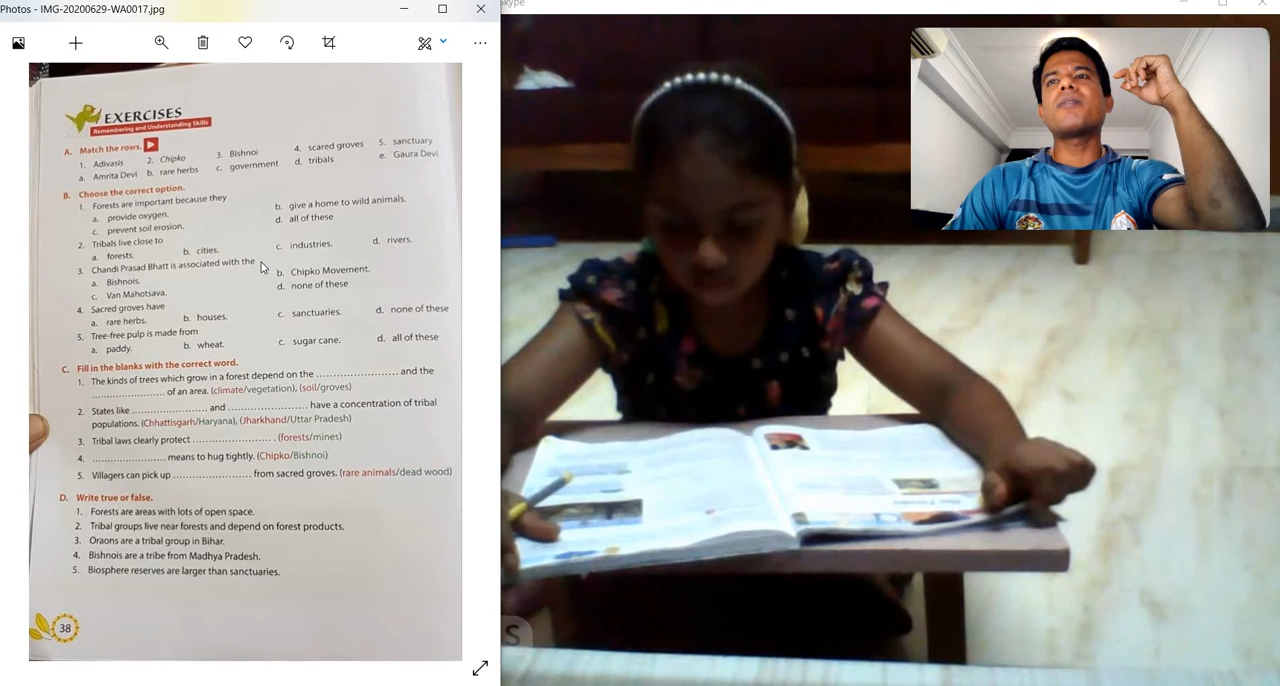 Photos - IMG-20200629-WA0017.jpg
Skype
EXERCISES
Remembering and Understanding Skills
A. Match the rows.
1. Adivasis 2. Chipko 3. Bishnoi 4. scared groves 5. sanctuary
a. Amrita Devi b. rare herbs c. government d. tribals e. Gaura Devi
B. Choose the correct option.
1. Forests are important because they
a. provide oxygen. b. give a home to wild animals.
c. prevent soil erosion. d. all of these
2. Tribals live close to
a. forests. b. cities. c. industries. d. rivers.
3. Chandi Prasad Bhatt is associated with the
a. Bishnois. b. Chipko Movement.
c. Van Mahotsava. d. none of these
4. Sacred groves have
a. rare herbs. b. houses. c. sanctuaries. d. none of these
5. Tree-free pulp is made from
a. paddy. b. wheat. c. sugar cane. d. all of these
C. Fill in the blanks with the correct word.
1. The kinds of trees which grow in a forest depend on the ........................ and the
........................ of an area. (climate/vegetation), (soil/groves)
2. States like ........................ and ........................ have a concentration of tribal
populations. (Chhattisgarh/Haryana), (Jharkhand/Uttar Pradesh)
3. Tribal laws clearly protect ........................ . (forests/mines)
4. ........................ means to hug tightly. (Chipko/Bishnoi)
5. Villagers can pick up ........................ from sacred groves. (rare animals/dead wood)
D. Write true or false.
1. Forests are areas with lots of open space.
2. Tribal groups live near forests and depend on forest products.
3. Oraons are a tribal group in Bihar.
4. Bishnois are a tribe from Madhya Pradesh.
5. Biosphere reserves are larger than sanctuaries.
38
S